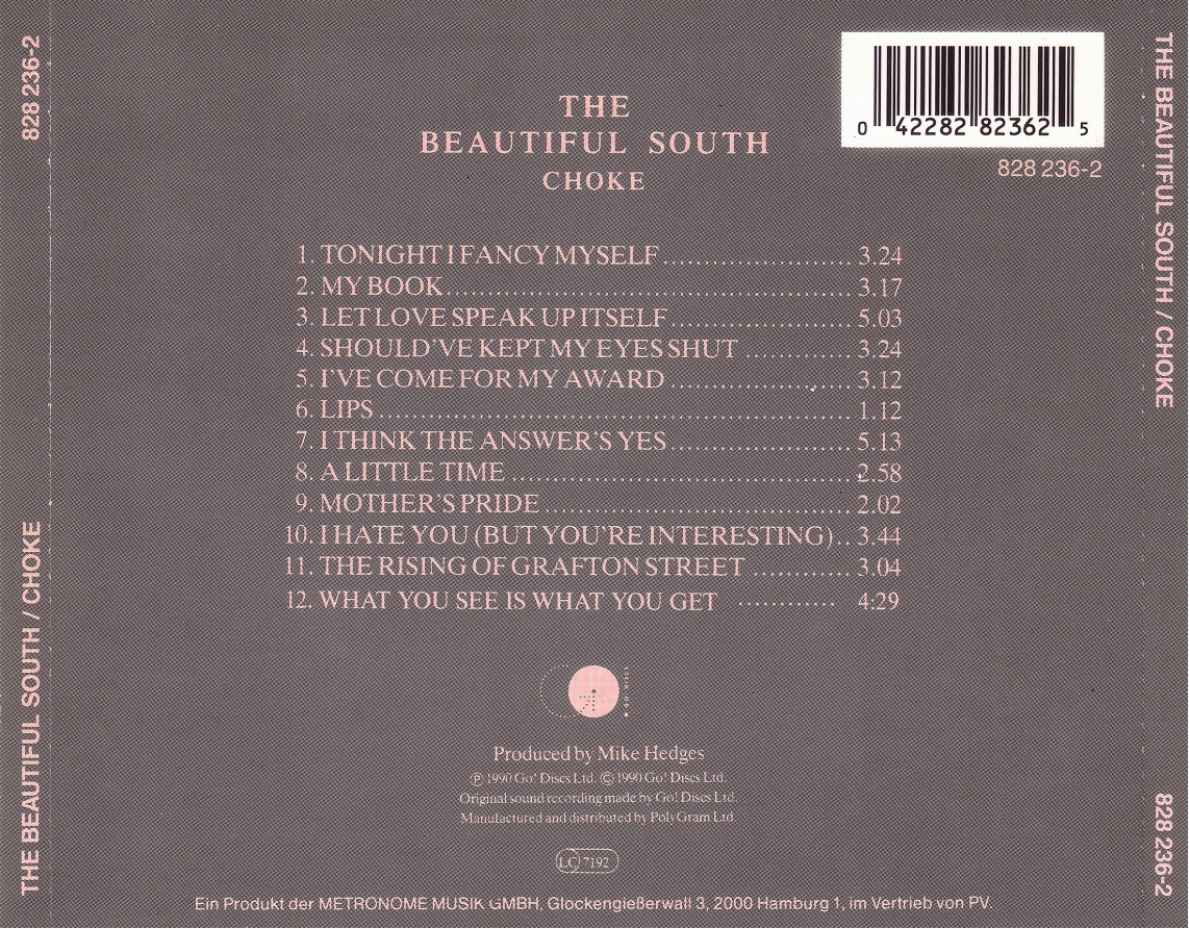 828 236-2
THE BEAUTIFUL SOUTH / CHOKE
THE
BEAUTIFUL SOUTH
CHOKE
0 42282 82362 5
828 236-2
1. TONIGHT I FANCY MYSELF....................... 3.24
2. MY BOOK................................................. 3.17
3. LET LOVE SPEAK UP ITSELF...................... 5.03
4. SHOULD'VE KEPT MY EYES SHUT ............. 3.24
5. I'VE COME FOR MY AWARD ...................... 3.12
6. LIPS......................................................... 1.12
7. I THINK THE ANSWER'S YES...................... 5.13
8. A LITTLE TIME ......................................... 2.58
9. MOTHER'S PRIDE ..................................... 2.02
10. I HATE YOU (BUT YOU'RE INTERESTING).. 3.44
11. THE RISING OF GRAFTON STREET ............ 3.04
12. WHAT YOU SEE IS WHAT YOU GET ............ 4:29
Produced by Mike Hedges
℗ 1990 Go! Discs Ltd. © 1990 Go! Discs Ltd.
Original sound recording made by Go! Discs Ltd.
Manufactured and distributed by PolyGram Ltd.
LC 7192
Ein Produkt der METRONOME MUSIK GMBH, Glockengießerwall 3, 2000 Hamburg 1, im Vertrieb von PV.
THE BEAUTIFUL SOUTH / CHOKE
828 236-2